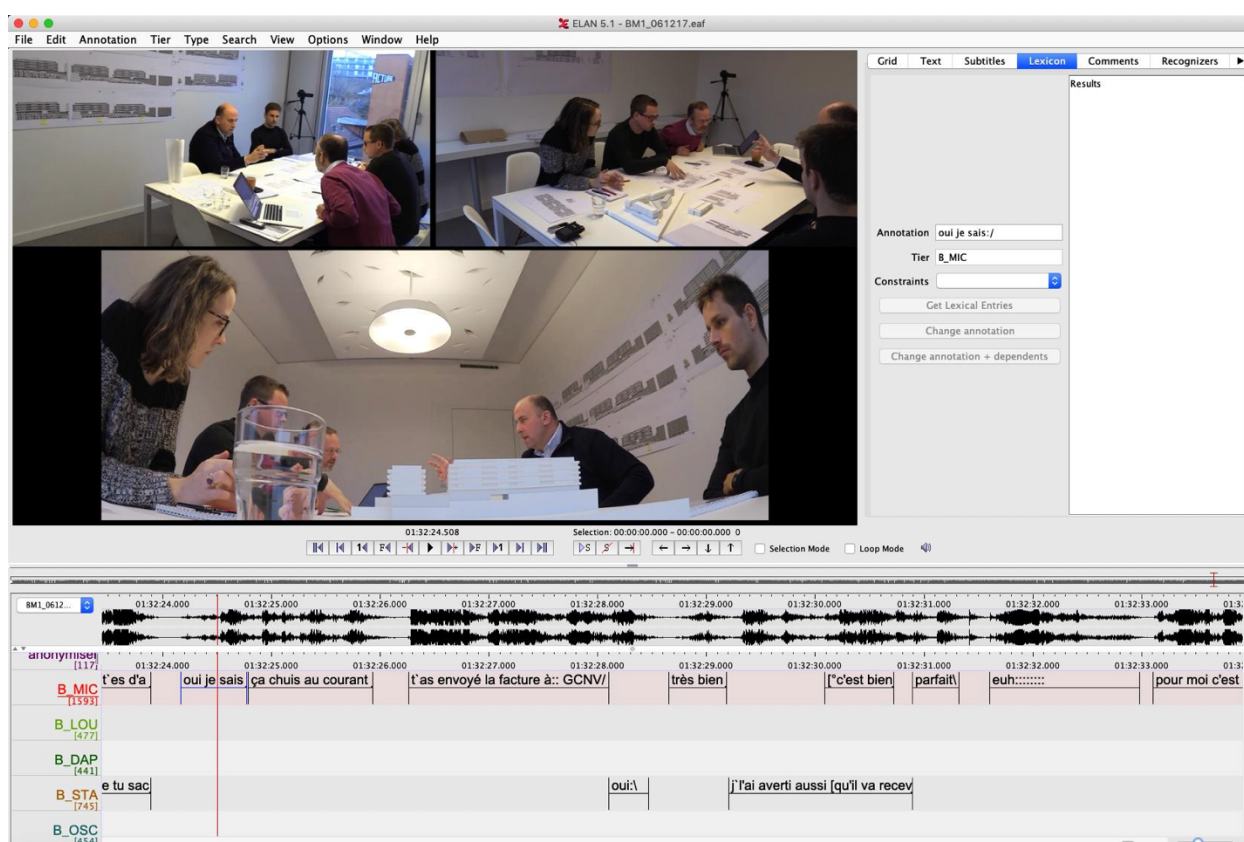 ELAN 5.1 - BM1_061217.eaf
File Edit Annotation Tier Type Search View Options Window Help
Grid Text Subtitles Lexicon Comments Recognizers
Results
Annotation oui je sais:/
Tier B_MIC
Constraints
Get Lexical Entries
Change annotation
Change annotation + dependents
01:32:24.508 Selection: 00:00:00.000 - 00:00:00.000 0
Selection Mode Loop Mode
BM1_0612... 01:32:24.000 01:32:25.000 01:32:26.000 01:32:27.000 01:32:28.000 01:32:29.000 01:32:30.000 01:32:31.000 01:32:32.000 01:32:33.000 01:3
anonymise
[117] 01:32:24.000 01:32:25.000 01:32:26.000 01:32:27.000 01:32:28.000 01:32:29.000 01:32:30.000 01:32:31.000 01:32:32.000 01:32:33.000 01:3
B_MIC t`es d'a oui je sais ça chuis au courant t`as envoyé la facture à:: GCNV/ très bien [°c'est bien parfait\ euh:::::::: pour moi c'est
[1593]
B_LOU
[477]
B_DAP
[441]
B_STA e tu sac oui:\ j`l'ai averti aussi [qu'il va recev
[745]
B_OSC
[454]